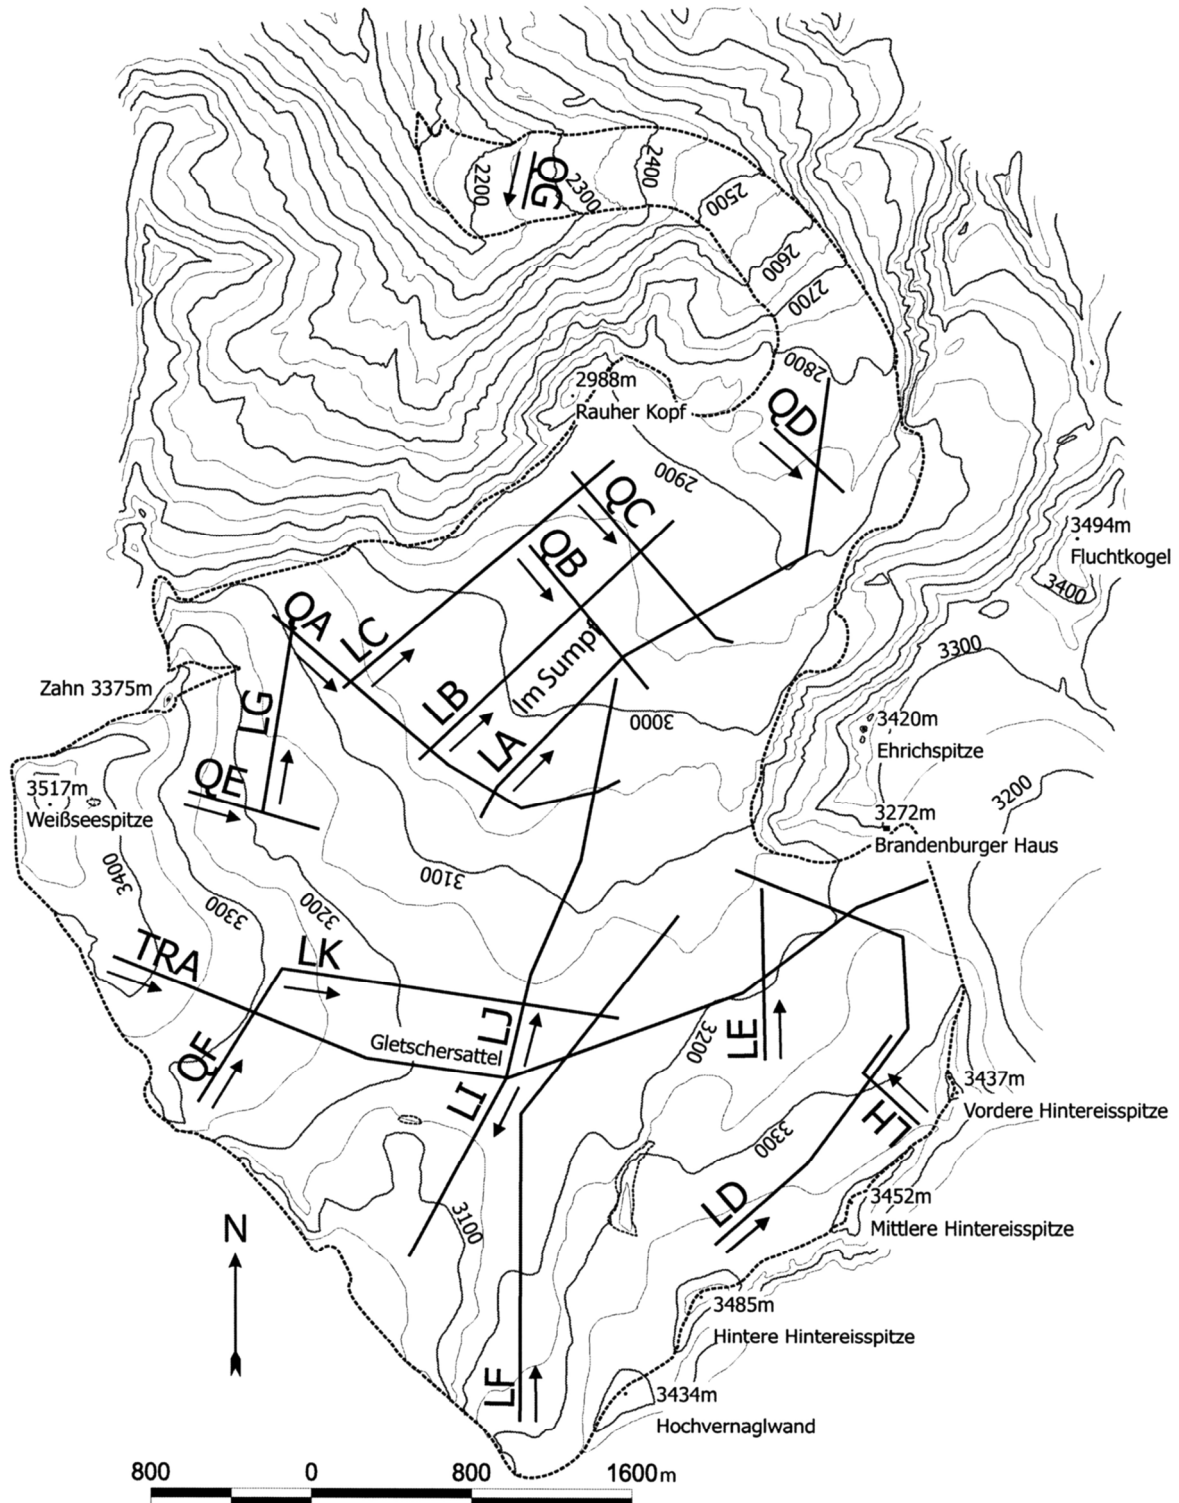 2200
QG
2300
2400
2500
2600
2700
2800
2988m
Rauher Kopf
QD
2900
QC
QB
3494m
Fluchtkogel
3400
QA
LC
3300
Im Sumpf
Zahn 3375m
LG
LB
LA
3000
3420m
Ehrichspitze
QE
3517m
Weißseespitze
3200
3272m
Brandenburger Haus
3400
3100
3300
3200
TRA
LK
QF
Gletschersattel
LJ
3200
LE
LI
3437m
Vordere Hintereisspitze
LH
3300
LD
3452m
Mittlere Hintereisspitze
3100
N
3485m
Hintere Hintereisspitze
LF
3434m
Hochvernaglwand
800 0 800 1600m